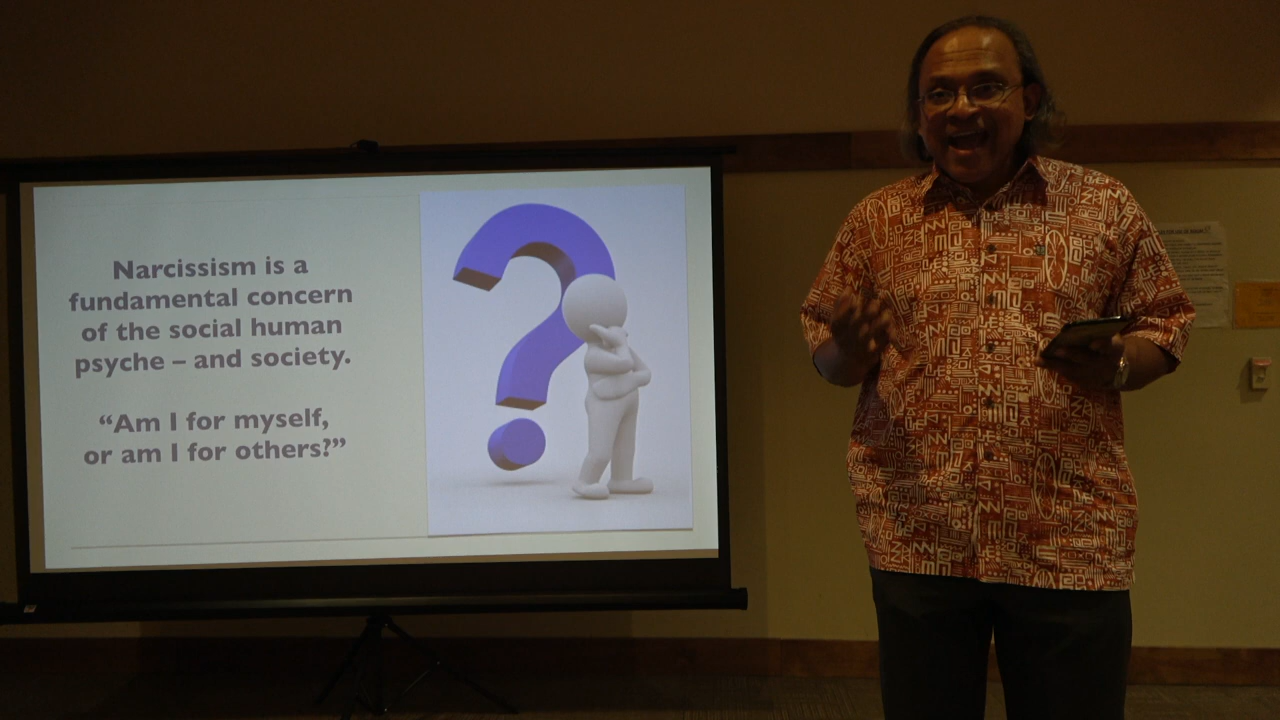 Narcissism is a
fundamental concern
of the social human
psyche – and society.
“Am I for myself,
or am I for others?”